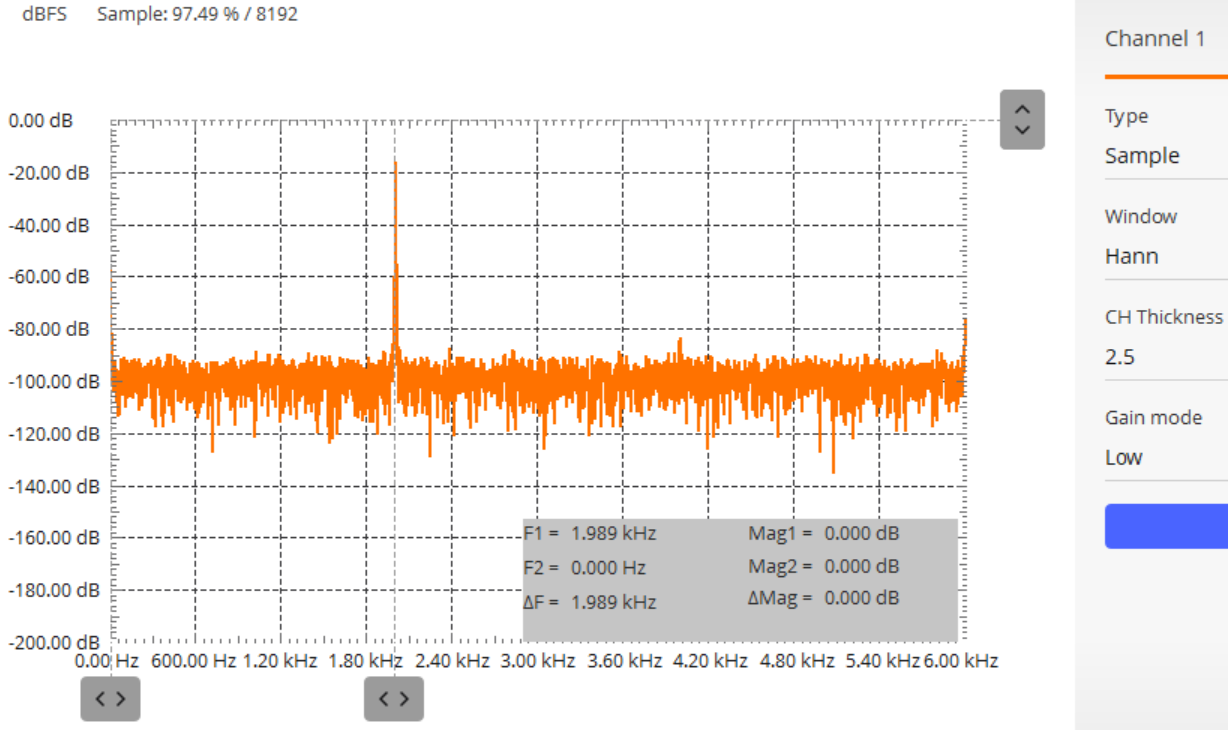 dBFS Sample: 97.49 % / 8192
Channel 1
0.00 dB
-20.00 dB
-40.00 dB
-60.00 dB
-80.00 dB
-100.00 dB
-120.00 dB
-140.00 dB
-160.00 dB
-180.00 dB
-200.00 dB
0.00 Hz 600.00 Hz 1.20 kHz 1.80 kHz 2.40 kHz 3.00 kHz 3.60 kHz 4.20 kHz 4.80 kHz 5.40 kHz 6.00 kHz
F1 = 1.989 kHz Mag1 = 0.000 dB
F2 = 0.000 Hz Mag2 = 0.000 dB
ΔF = 1.989 kHz ΔMag = 0.000 dB
Type
Sample
Window
Hann
CH Thickness
2.5
Gain mode
Low